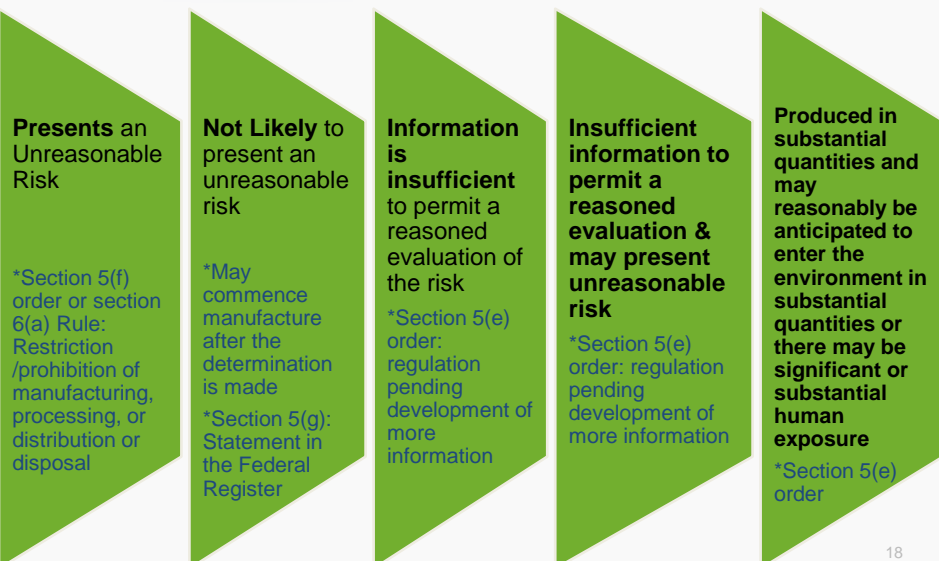 Presents an
Unreasonable
Risk
*Section 5(f)
order or section
6(a) Rule:
Restriction
/prohibition of
manufacturing,
processing, or
distribution or
disposal
Not Likely to
present an
unreasonable
risk
*May
commence
manufacture
after the
determination
is made
*Section 5(g):
Statement in
the Federal
Register
Information
is
insufficient
to permit a
reasoned
evaluation of
the risk
*Section 5(e)
order:
regulation
pending
development of
more
information
Insufficient
information to
permit a
reasoned
evaluation &
may present
unreasonable
risk
*Section 5(e)
order: regulation
pending
development of
more information
Produced in
substantial
quantities and
may
reasonably be
anticipated to
enter the
environment in
substantial
quantities or
there may be
significant or
substantial
human
exposure
*Section 5(e)
order
18